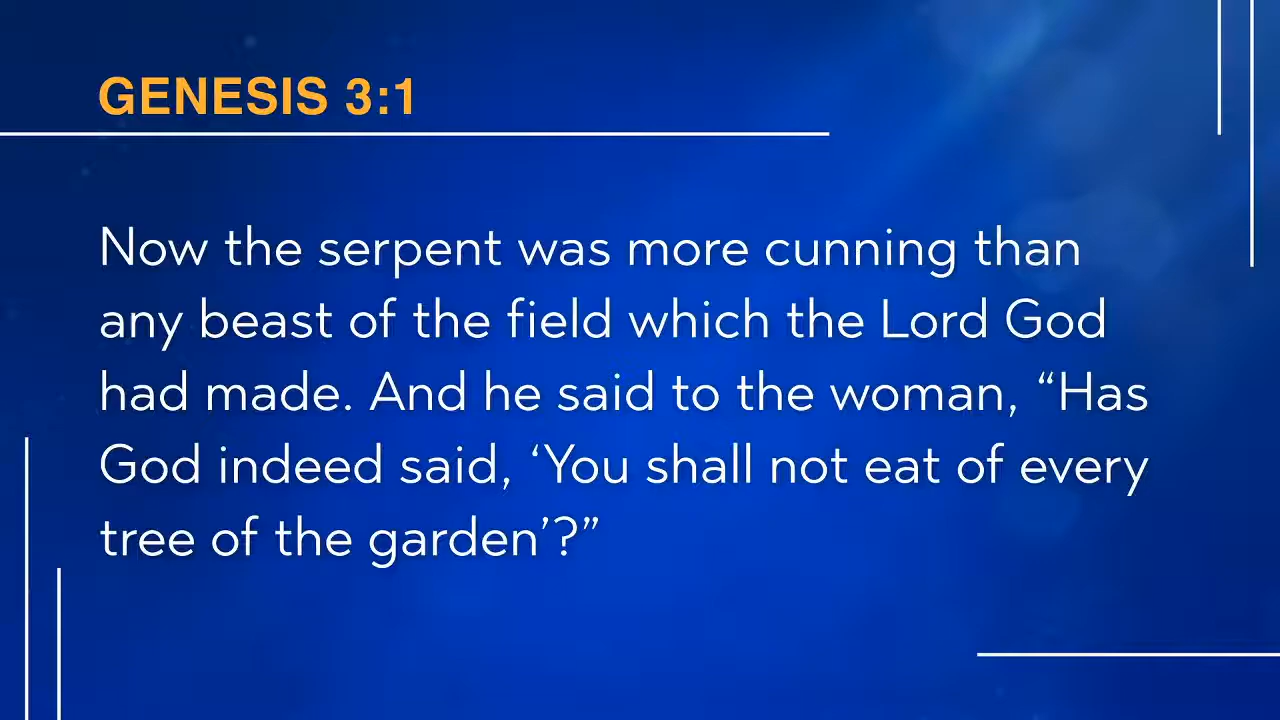 GENESIS 3:1
Now the serpent was more cunning than
any beast of the field which the Lord God
had made. And he said to the woman, “Has
God indeed said, ‘You shall not eat of every
tree of the garden’?”